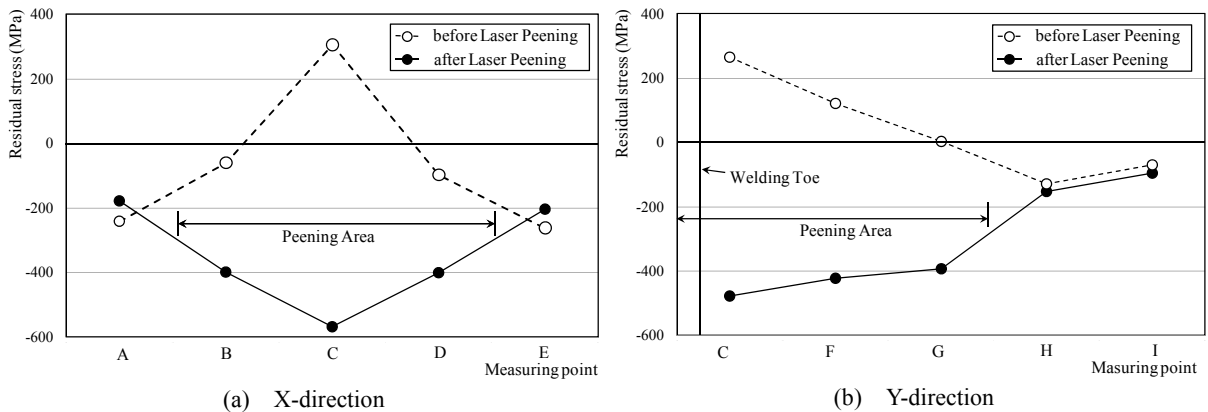 400
200
0
-200
-400
-600
Residual stress (MPa)
before Laser Peening
after Laser Peening
Peening Area
A B C D E
Measuring point
(a) X-direction
400
200
0
-200
-400
-600
Residual stress (MPa)
before Laser Peening
after Laser Peening
Welding Toe
Peening Area
C F G H I
Masuring point
(b) Y-direction